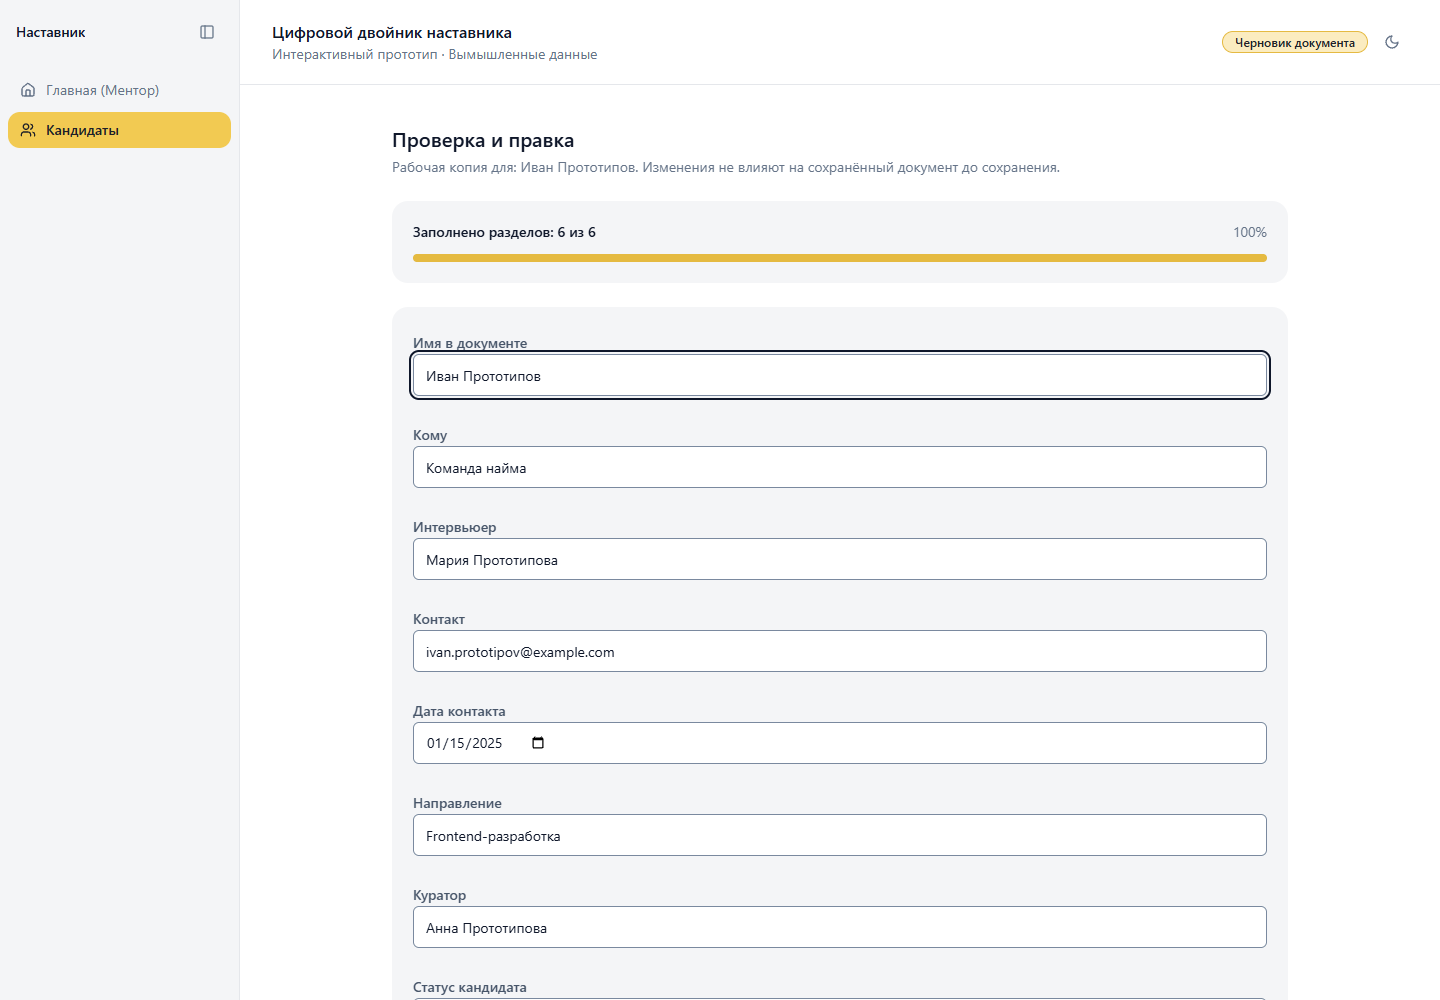 Наставник
Главная (Ментор)
Кандидаты
Цифровой двойник наставника
Интерактивный прототип · Вымышленные данные
Черновик документа
Проверка и правка
Рабочая копия для: Иван Прототипов. Изменения не влияют на сохранённый документ до сохранения.
Заполнено разделов: 6 из 6
100%
Имя в документе
Иван Прототипов
Кому
Команда найма
Интервьюер
Мария Прототипова
Контакт
ivan.prototipov@example.com
Дата контакта
01/15/2025
Направление
Frontend-разработка
Куратор
Анна Прототипова
Статус кандидата